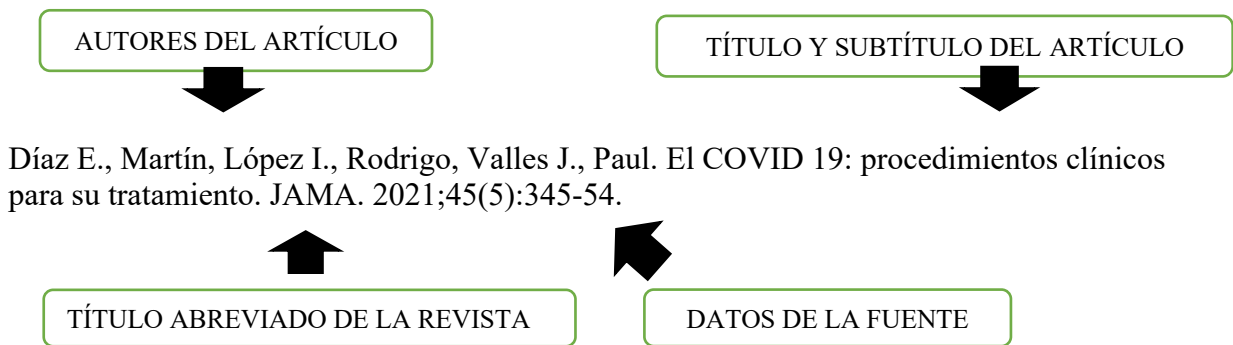 AUTORES DEL ARTÍCULO
TÍTULO Y SUBTÍTULO DEL ARTÍCULO
Díaz E., Martín, López I., Rodrigo, Valles J., Paul. El COVID 19: procedimientos clínicos
para su tratamiento. JAMA. 2021;45(5):345-54.
TÍTULO ABREVIADO DE LA REVISTA
DATOS DE LA FUENTE